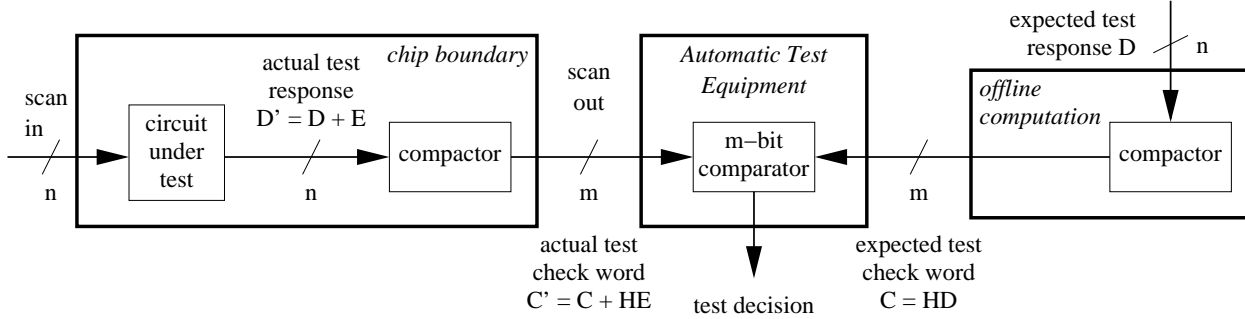 scan
in
n
circuit
under
test
actual test
response
D' = D + E
n
chip boundary
compactor
scan
out
m
actual test
check word
C' = C + HE
Automatic Test
Equipment
m−bit
comparator
test decision
m
expected test
check word
C = HD
expected test
response D
n
offline
computation
compactor